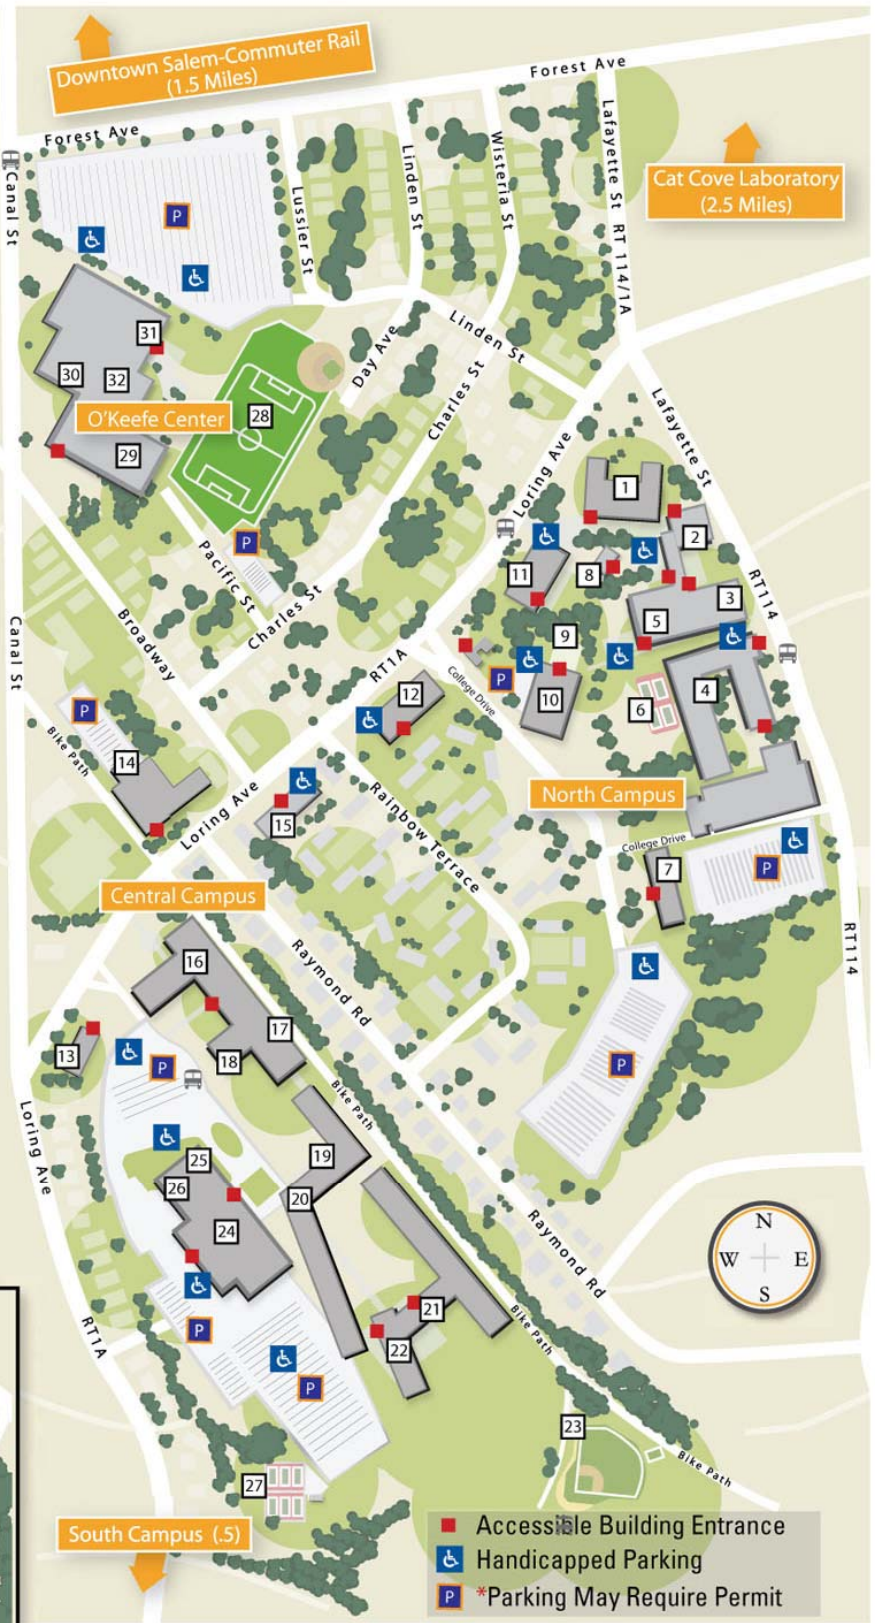 Downtown Salem-Commuter Rail
(1.5 Miles)
Forest Ave
Forest Ave
Canal St
Lussier St
Linden St
Wisteria St
Lafayette St
RT 114/1A
Cat Cove Laboratory
(2.5 Miles)
P
Linden St
Day Ave
Charles St
31
30
32
O'Keefe Center
28
29
Loring Ave
Lafayette St
1
2
P
Pacific St
11
8
3
RT114
Charles St
5
9
Canal St
Broadway
RT1A
College Drive
P
4
12
10
6
P
Bike Path
14
Loring Ave
15
Rainbow Terrace
North Campus
College Drive
7
P
Central Campus
16
Raymond Rd
RT114
17
13
18
P
P
Bike Path
Loring Ave
19
25
26
20
24
Raymond Rd
N
W
E
S
RT1A
P
21
22
Bike Path
P
23
27
Bike Path
South Campus (.5)
Accessible Building Entrance
Handicapped Parking
P *Parking May Require Permit